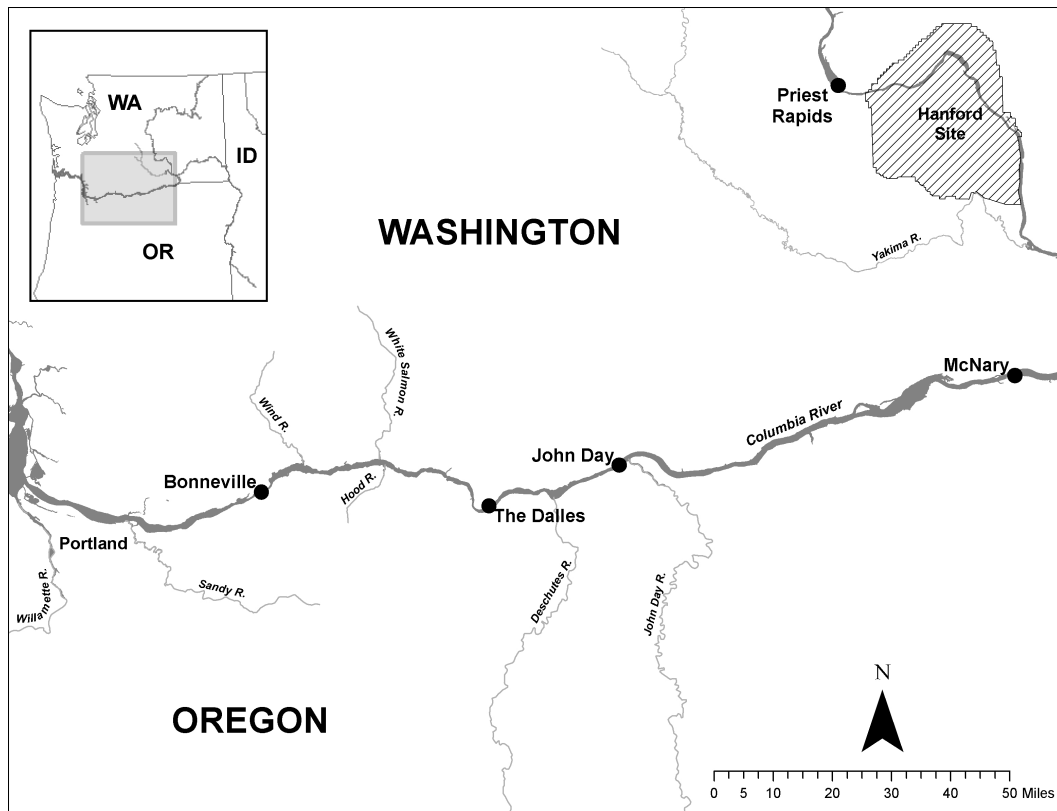 WA
ID
OR
Priest
Rapids
Hanford
Site
WASHINGTON
Yakima R.
White Salmon R.
McNary
Wind R.
Columbia River
John Day
Bonneville
Hood R.
The Dalles
Portland
Sandy R.
Deschutes R.
John Day R.
Willamette R.
N
OREGON
0 5 10 20 30 40 50 Miles